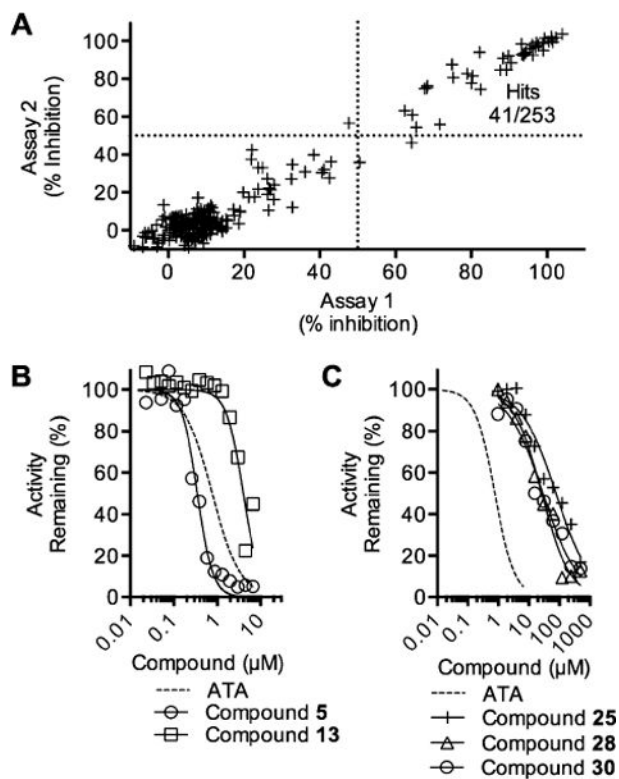 A
Assay 2
(% Inhibition)
100
80
60
40
20
0
Hits
41/253
0 20 40 60 80 100
Assay 1
(% inhibition)
B
Activity
Remaining (%)
100
80
60
40
20
0
0.01 0.1 1 10
Compound (µM)
ATA
Compound 5
Compound 13
C
Activity
Remaining (%)
100
80
60
40
20
0
0.01 0.1 1 10 100 1000
Compound (µM)
ATA
Compound 25
Compound 28
Compound 30